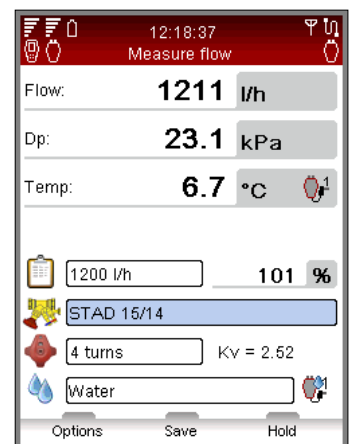 12:18:37
Measure flow
Flow: 1211 l/h
Dp: 23.1 kPa
Temp: 6.7 °C 1
1200 l/h 101 %
STAD 15/14
4 turns Kv = 2.52
Water
Options Save Hold